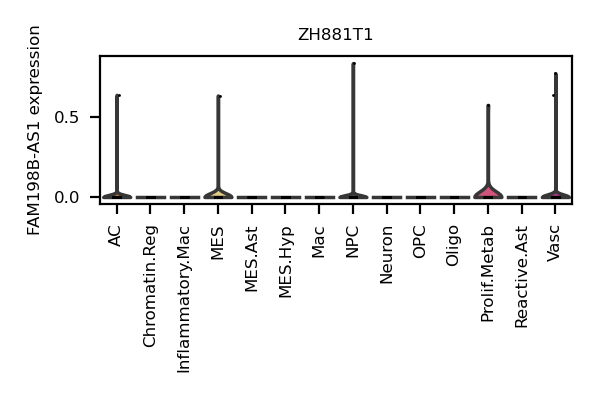 ZH881T1
FAM198B-AS1 expression
0.5
0.0
AC
Chromatin.Reg
Inflammatory.Mac
MES
MES.Ast
MES.Hyp
Mac
NPC
Neuron
OPC
Oligo
Prolif.Metab
Reactive.Ast
Vasc